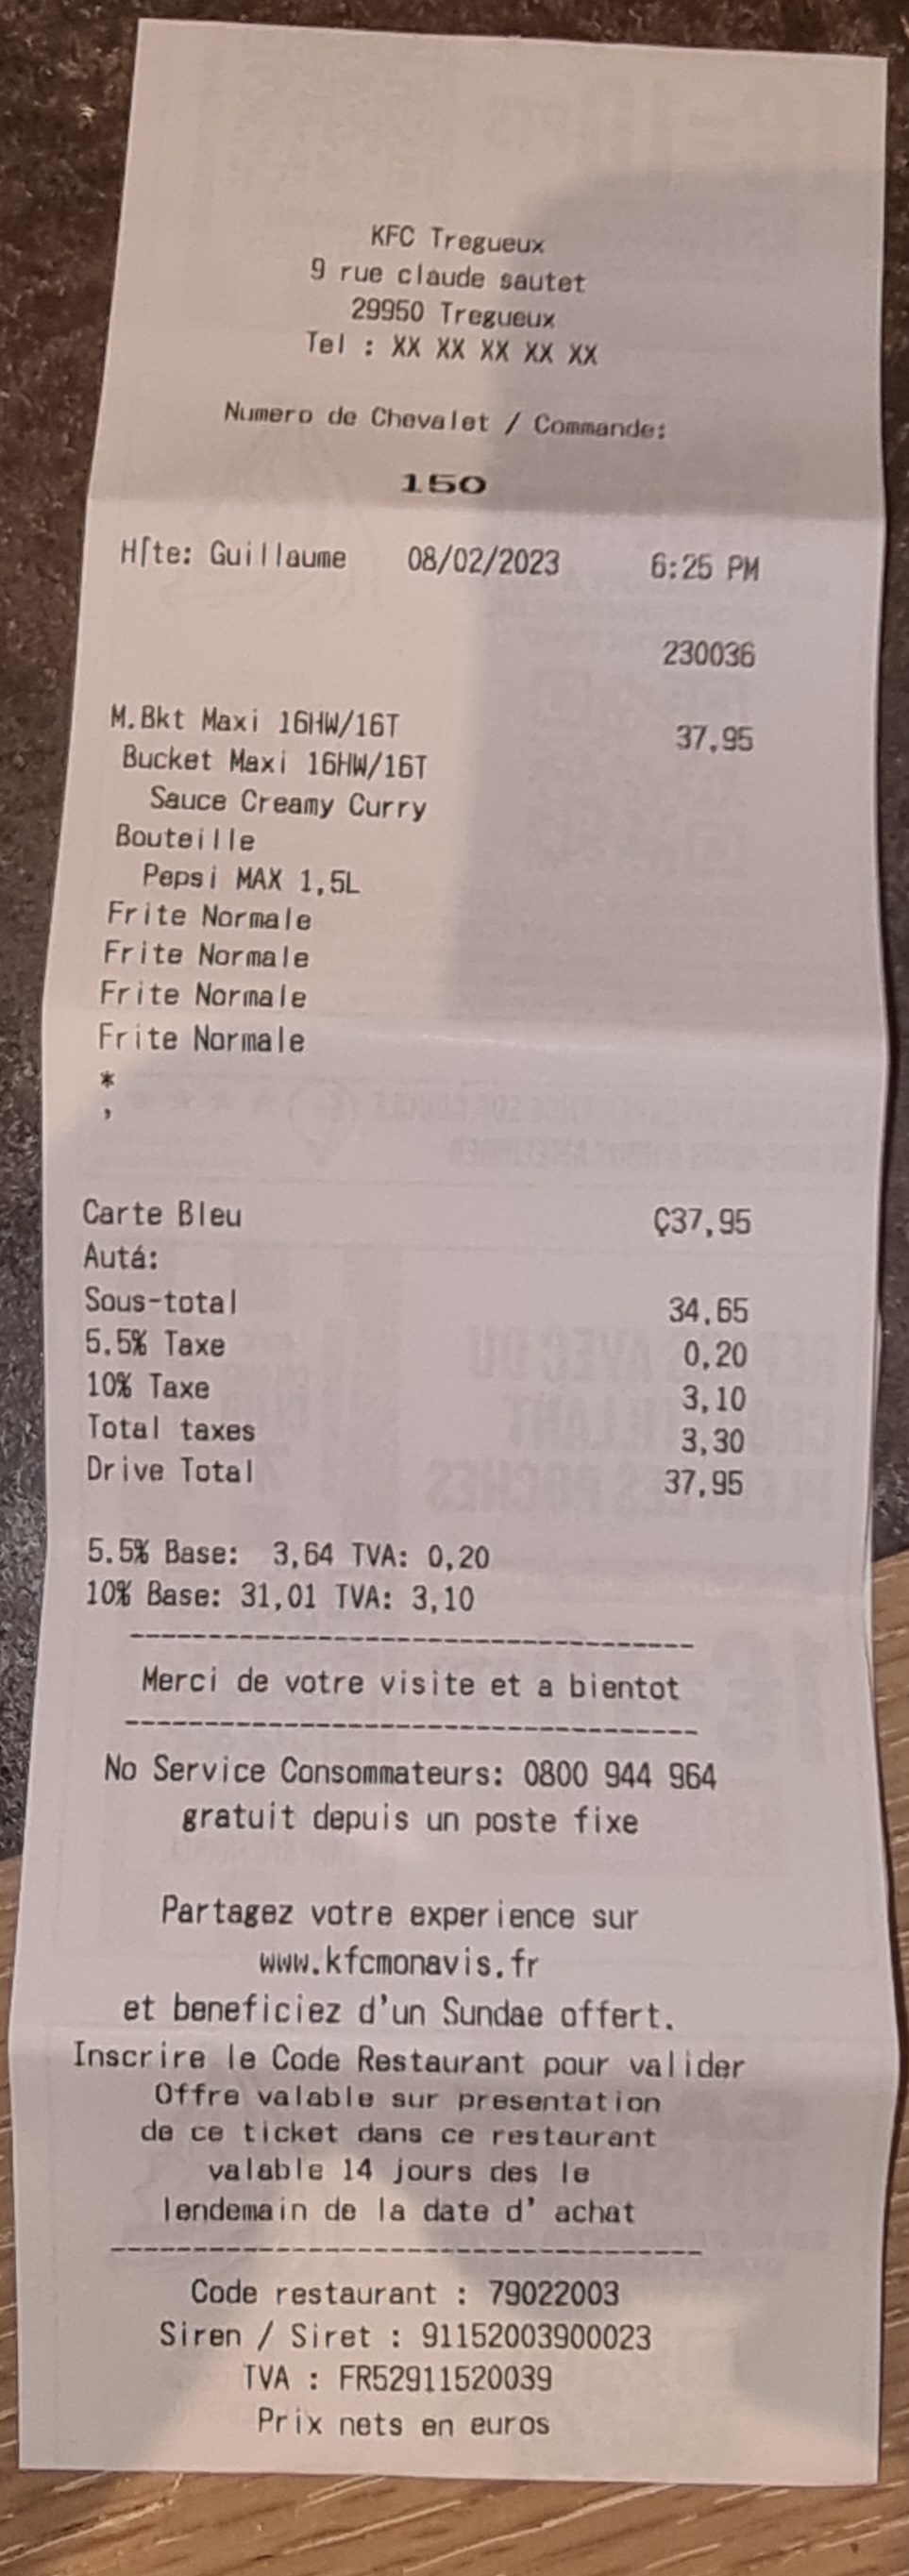 KFC Tregueux
9 rue claude sautet
29950 Tregueux
Tel : XX XX XX XX XX
Numero de Chevalet / Commande:
150
H⌈te: Guillaume 08/02/2023 6:25 PM
230036
M.Bkt Maxi 16HW/16T 37,95
Bucket Maxi 16HW/16T
Sauce Creamy Curry
Bouteille
Pepsi MAX 1,5L
Frite Normale
Frite Normale
Frite Normale
Frite Normale
*
,
Carte Bleu Ç37,95
Autá:
Sous-total 34,65
5.5% Taxe 0,20
10% Taxe 3,10
Total taxes 3,30
Drive Total 37,95
5.5% Base: 3,64 TVA: 0,20
10% Base: 31,01 TVA: 3,10
------------------------------------
Merci de votre visite et a bientot
------------------------------------
No Service Consommateurs: 0800 944 964
gratuit depuis un poste fixe
Partagez votre experience sur
www.kfcmonavis.fr
et beneficiez d'un Sundae offert.
Inscrire le Code Restaurant pour valider
Offre valable sur presentation
de ce ticket dans ce restaurant
valable 14 jours des le
lendemain de la date d' achat
------------------------------------
Code restaurant : 79022003
Siren / Siret : 91152003900023
TVA : FR52911520039
Prix nets en euros